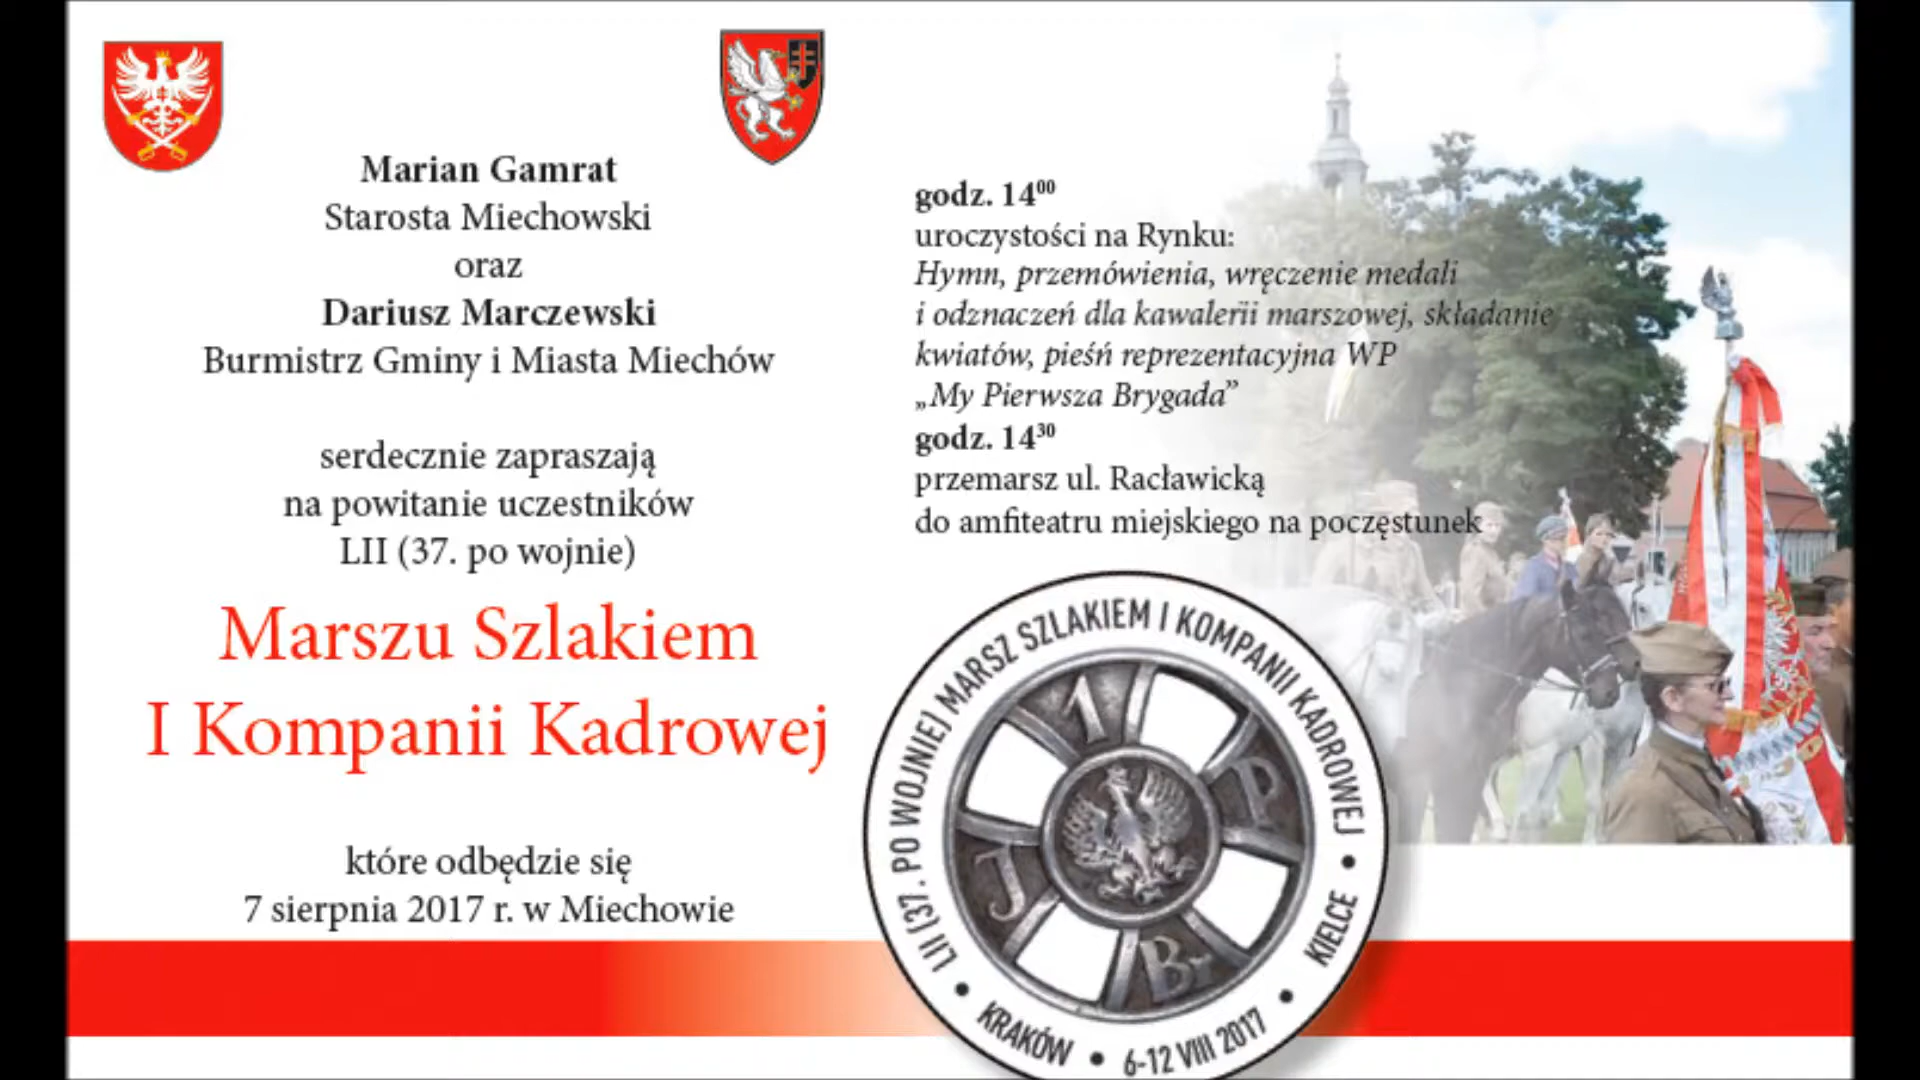 Marian Gamrat
Starosta Miechowski
oraz
Dariusz Marczewski
Burmistrz Gminy i Miasta Miechów
serdecznie zapraszają
na powitanie uczestników
LII (37. po wojnie)
Marszu Szlakiem
I Kompanii Kadrowej
które odbędzie się
7 sierpnia 2017 r. w Miechowie
godz. 14⁰⁰
uroczystości na Rynku:
Hymn, przemówienia, wręczenie medali
i odznaczeń dla kawalerii marszowej, składanie
kwiatów, pieśń reprezentacyjna WP
„My Pierwsza Brygada”
godz. 14³⁰
przemarsz ul. Racławicką
do amfiteatru miejskiego na poczęstunek
LII (37. PO WOJNIE) MARSZ SZLAKIEM I KOMPANII KADROWEJ
• KRAKÓW • 6-12 VIII 2017 • KIELCE •
1
P
J
Br